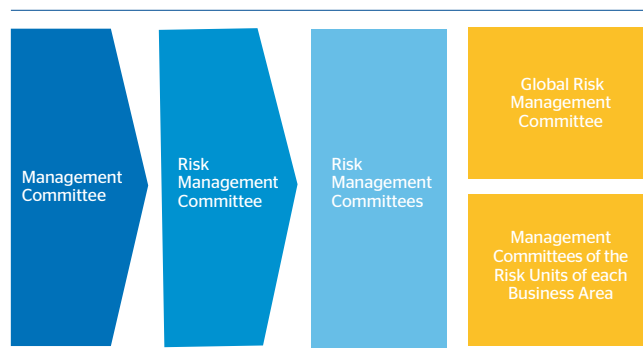 Management
Committee
Risk
Management
Committee
Risk
Management
Committees
Global Risk
Management
Committee
Management
Committees of the
Risk Units of each
Business Area